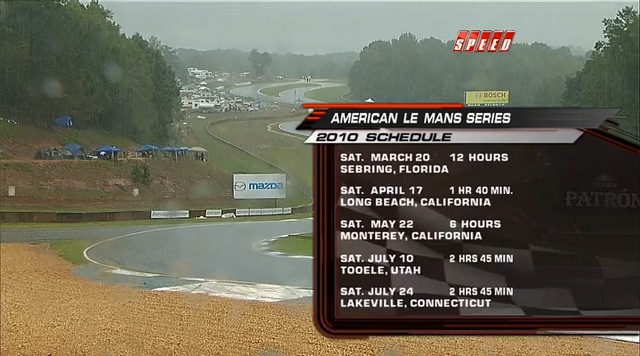 SPEED
BOSCH
AMERICAN LE MANS SERIES
2010 SCHEDULE
SAT. MARCH 20 12 HOURS
SEBRING, FLORIDA
SAT. APRIL 17 1 HR 40 MIN.
LONG BEACH, CALIFORNIA
SAT. MAY 22 6 HOURS
MONTEREY, CALIFORNIA
SAT. JULY 10 2 HRS 45 MIN
TOOELE, UTAH
SAT. JULY 24 2 HRS 45 MIN
LAKEVILLE, CONNECTICUT
mazda
PATRÓN